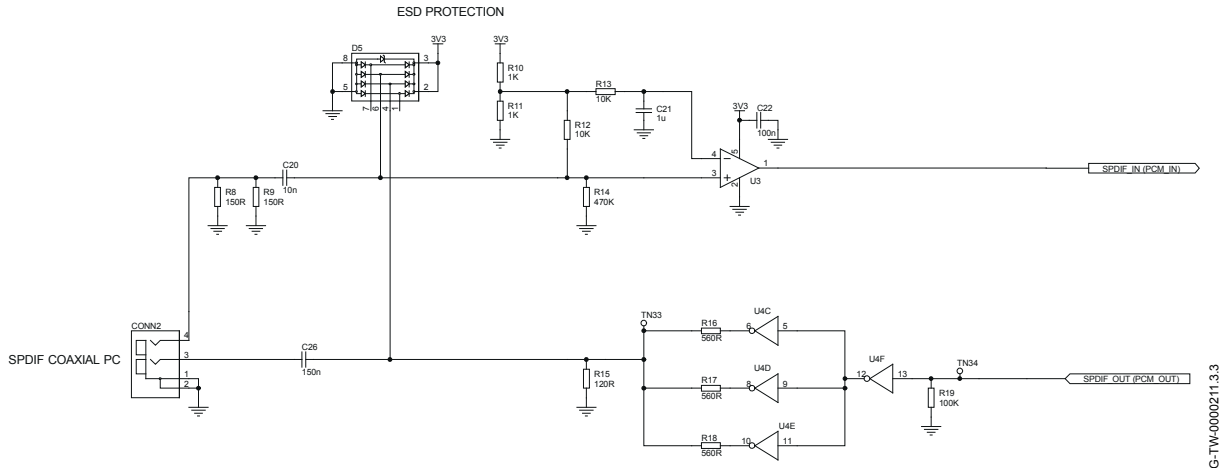 ESD PROTECTION
D5
3V3
3V3
8
3
5
2
7
6
4
1
R10
1K
R11
1K
R13
10K
R12
10K
C21
1u
3V3
C22
100n
4
5
3
2
1
U3
SPDIF_IN (PCM_IN)
C20
10n
R8
150R
R9
150R
R14
470K
CONN2
4
3
1
2
SPDIF COAXIAL PC
C26
150n
TN33
R15
120R
R16
560R
U4C
6
5
R17
560R
U4D
8
9
R18
560R
U4E
10
11
U4F
12
13
TN34
R19
100K
SPDIF_OUT (PCM_OUT)
G-TW-0000211.3.3